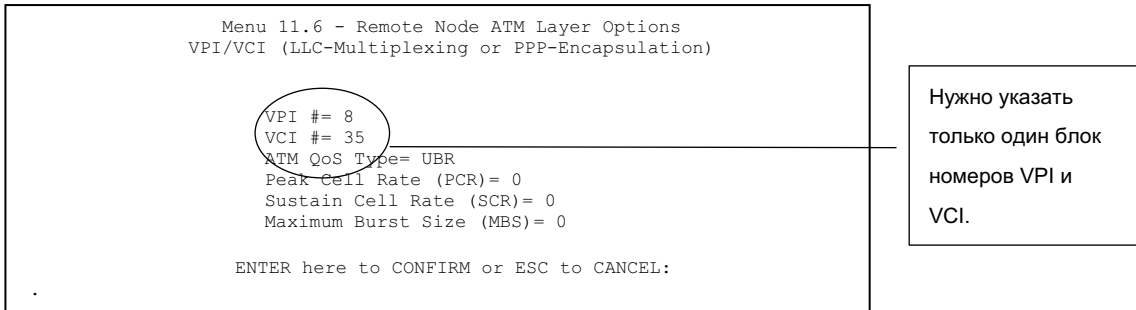 Menu 11.6 - Remote Node ATM Layer Options
VPI/VCI (LLC-Multiplexing or PPP-Encapsulation)
VPI #= 8
VCI #= 35
ATM QoS Type= UBR
Peak Cell Rate (PCR)= 0
Sustain Cell Rate (SCR)= 0
Maximum Burst Size (MBS)= 0
ENTER here to CONFIRM or ESC to CANCEL:
.
Нужно указать
только один блок
номеров VPI и
VCI.